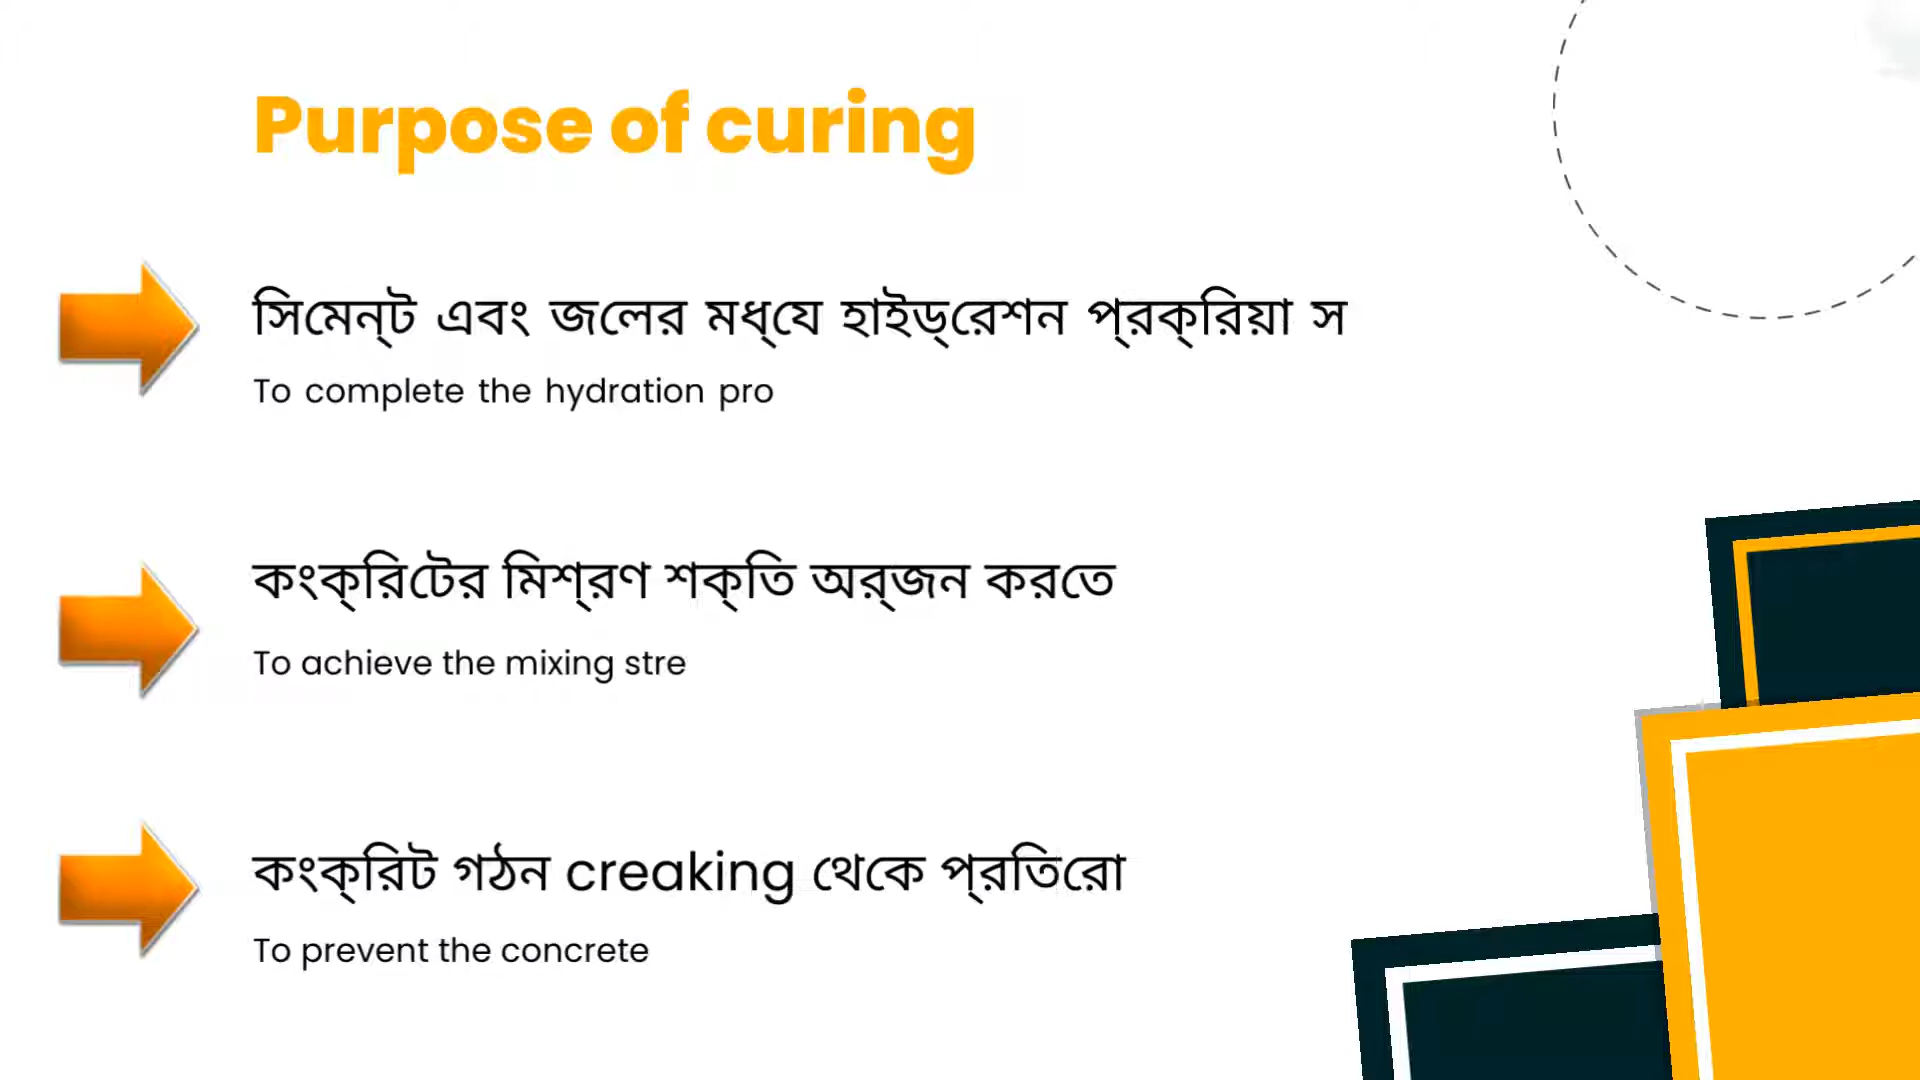 Purpose of curing
সিমেন্ট এবং জলের মধ্যে হাইড্রেশন প্রক্রিয়া স
To complete the hydration pro
কংক্রিটের মিশ্রণ শক্তি অর্জন করতে
To achieve the mixing stre
কংক্রিট গঠন creaking থেকে প্রতিরো
To prevent the concrete